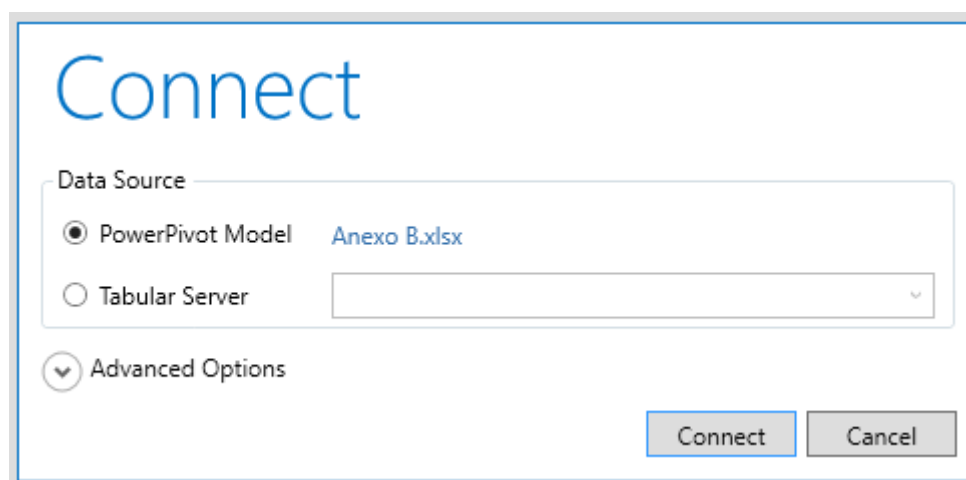 Connect
Data Source
PowerPivot Model Anexo B.xlsx
Tabular Server
Advanced Options
Connect Cancel